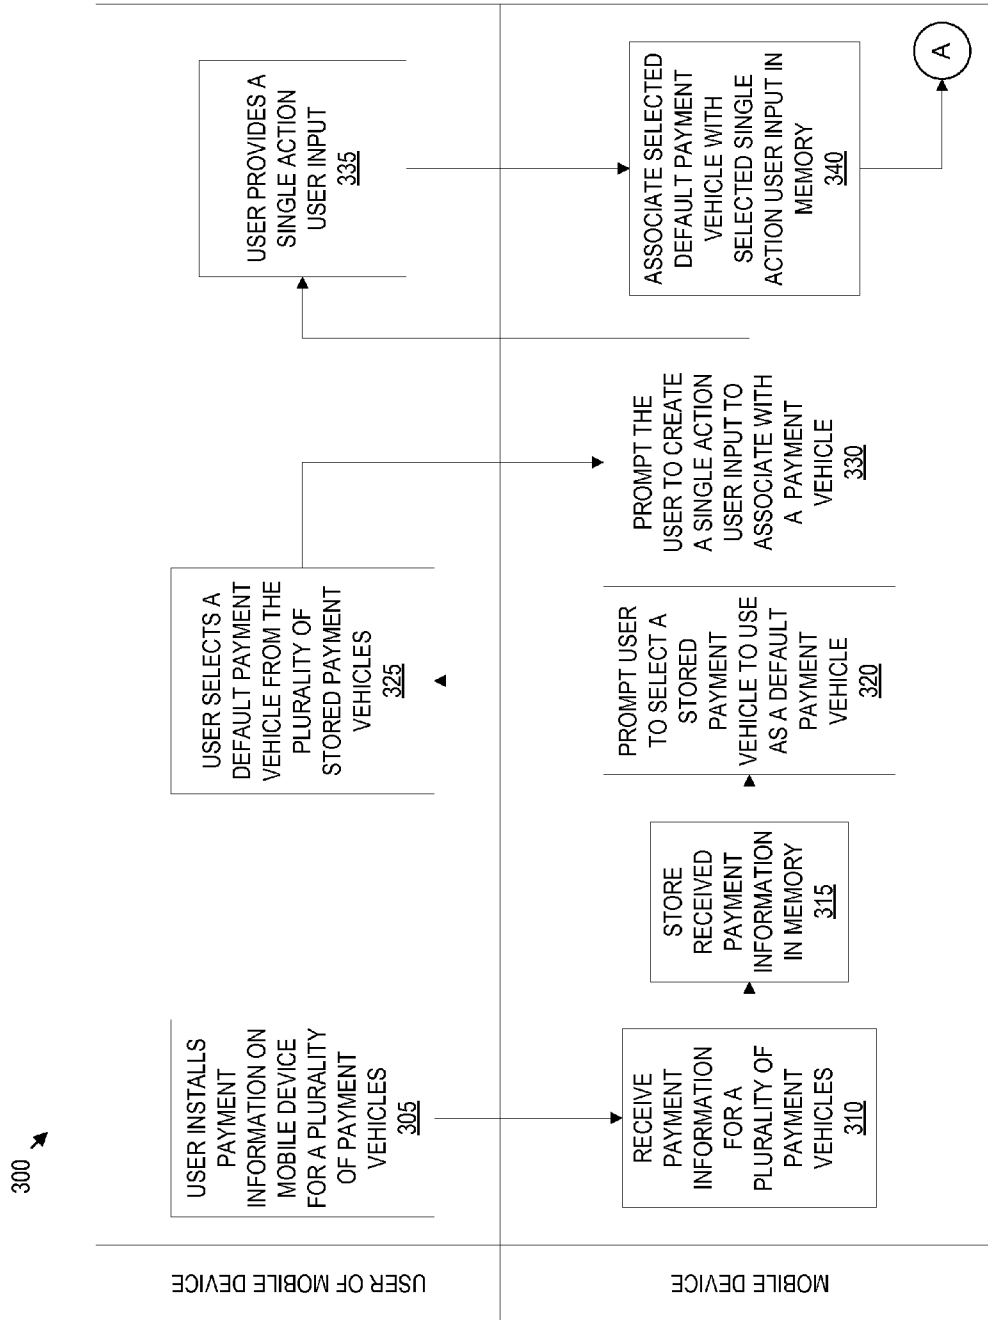 300
USER OF MOBILE DEVICE
USER INSTALLS
PAYMENT
INFORMATION ON
MOBILE DEVICE
FOR A PLURALITY
OF PAYMENT
VEHICLES
305
USER SELECTS A
DEFAULT PAYMENT
VEHICLE FROM THE
PLURALITY OF
STORED PAYMENT
VEHICLES
325
USER PROVIDES A
SINGLE ACTION
USER INPUT
335
MOBILE DEVICE
RECEIVE
PAYMENT
INFORMATION
FOR A
PLURALITY OF
PAYMENT
VEHICLES
310
STORE
RECEIVED
PAYMENT
INFORMATION
IN MEMORY
315
PROMPT USER
TO SELECT A
STORED
PAYMENT
VEHICLE TO USE
AS A DEFAULT
PAYMENT
VEHICLE
320
PROMPT THE
USER TO CREATE
A SINGLE ACTION
USER INPUT TO
ASSOCIATE WITH
A PAYMENT
VEHICLE
330
ASSOCIATE SELECTED
DEFAULT PAYMENT
VEHICLE WITH
SELECTED SINGLE
ACTION USER INPUT IN
MEMORY
340
A